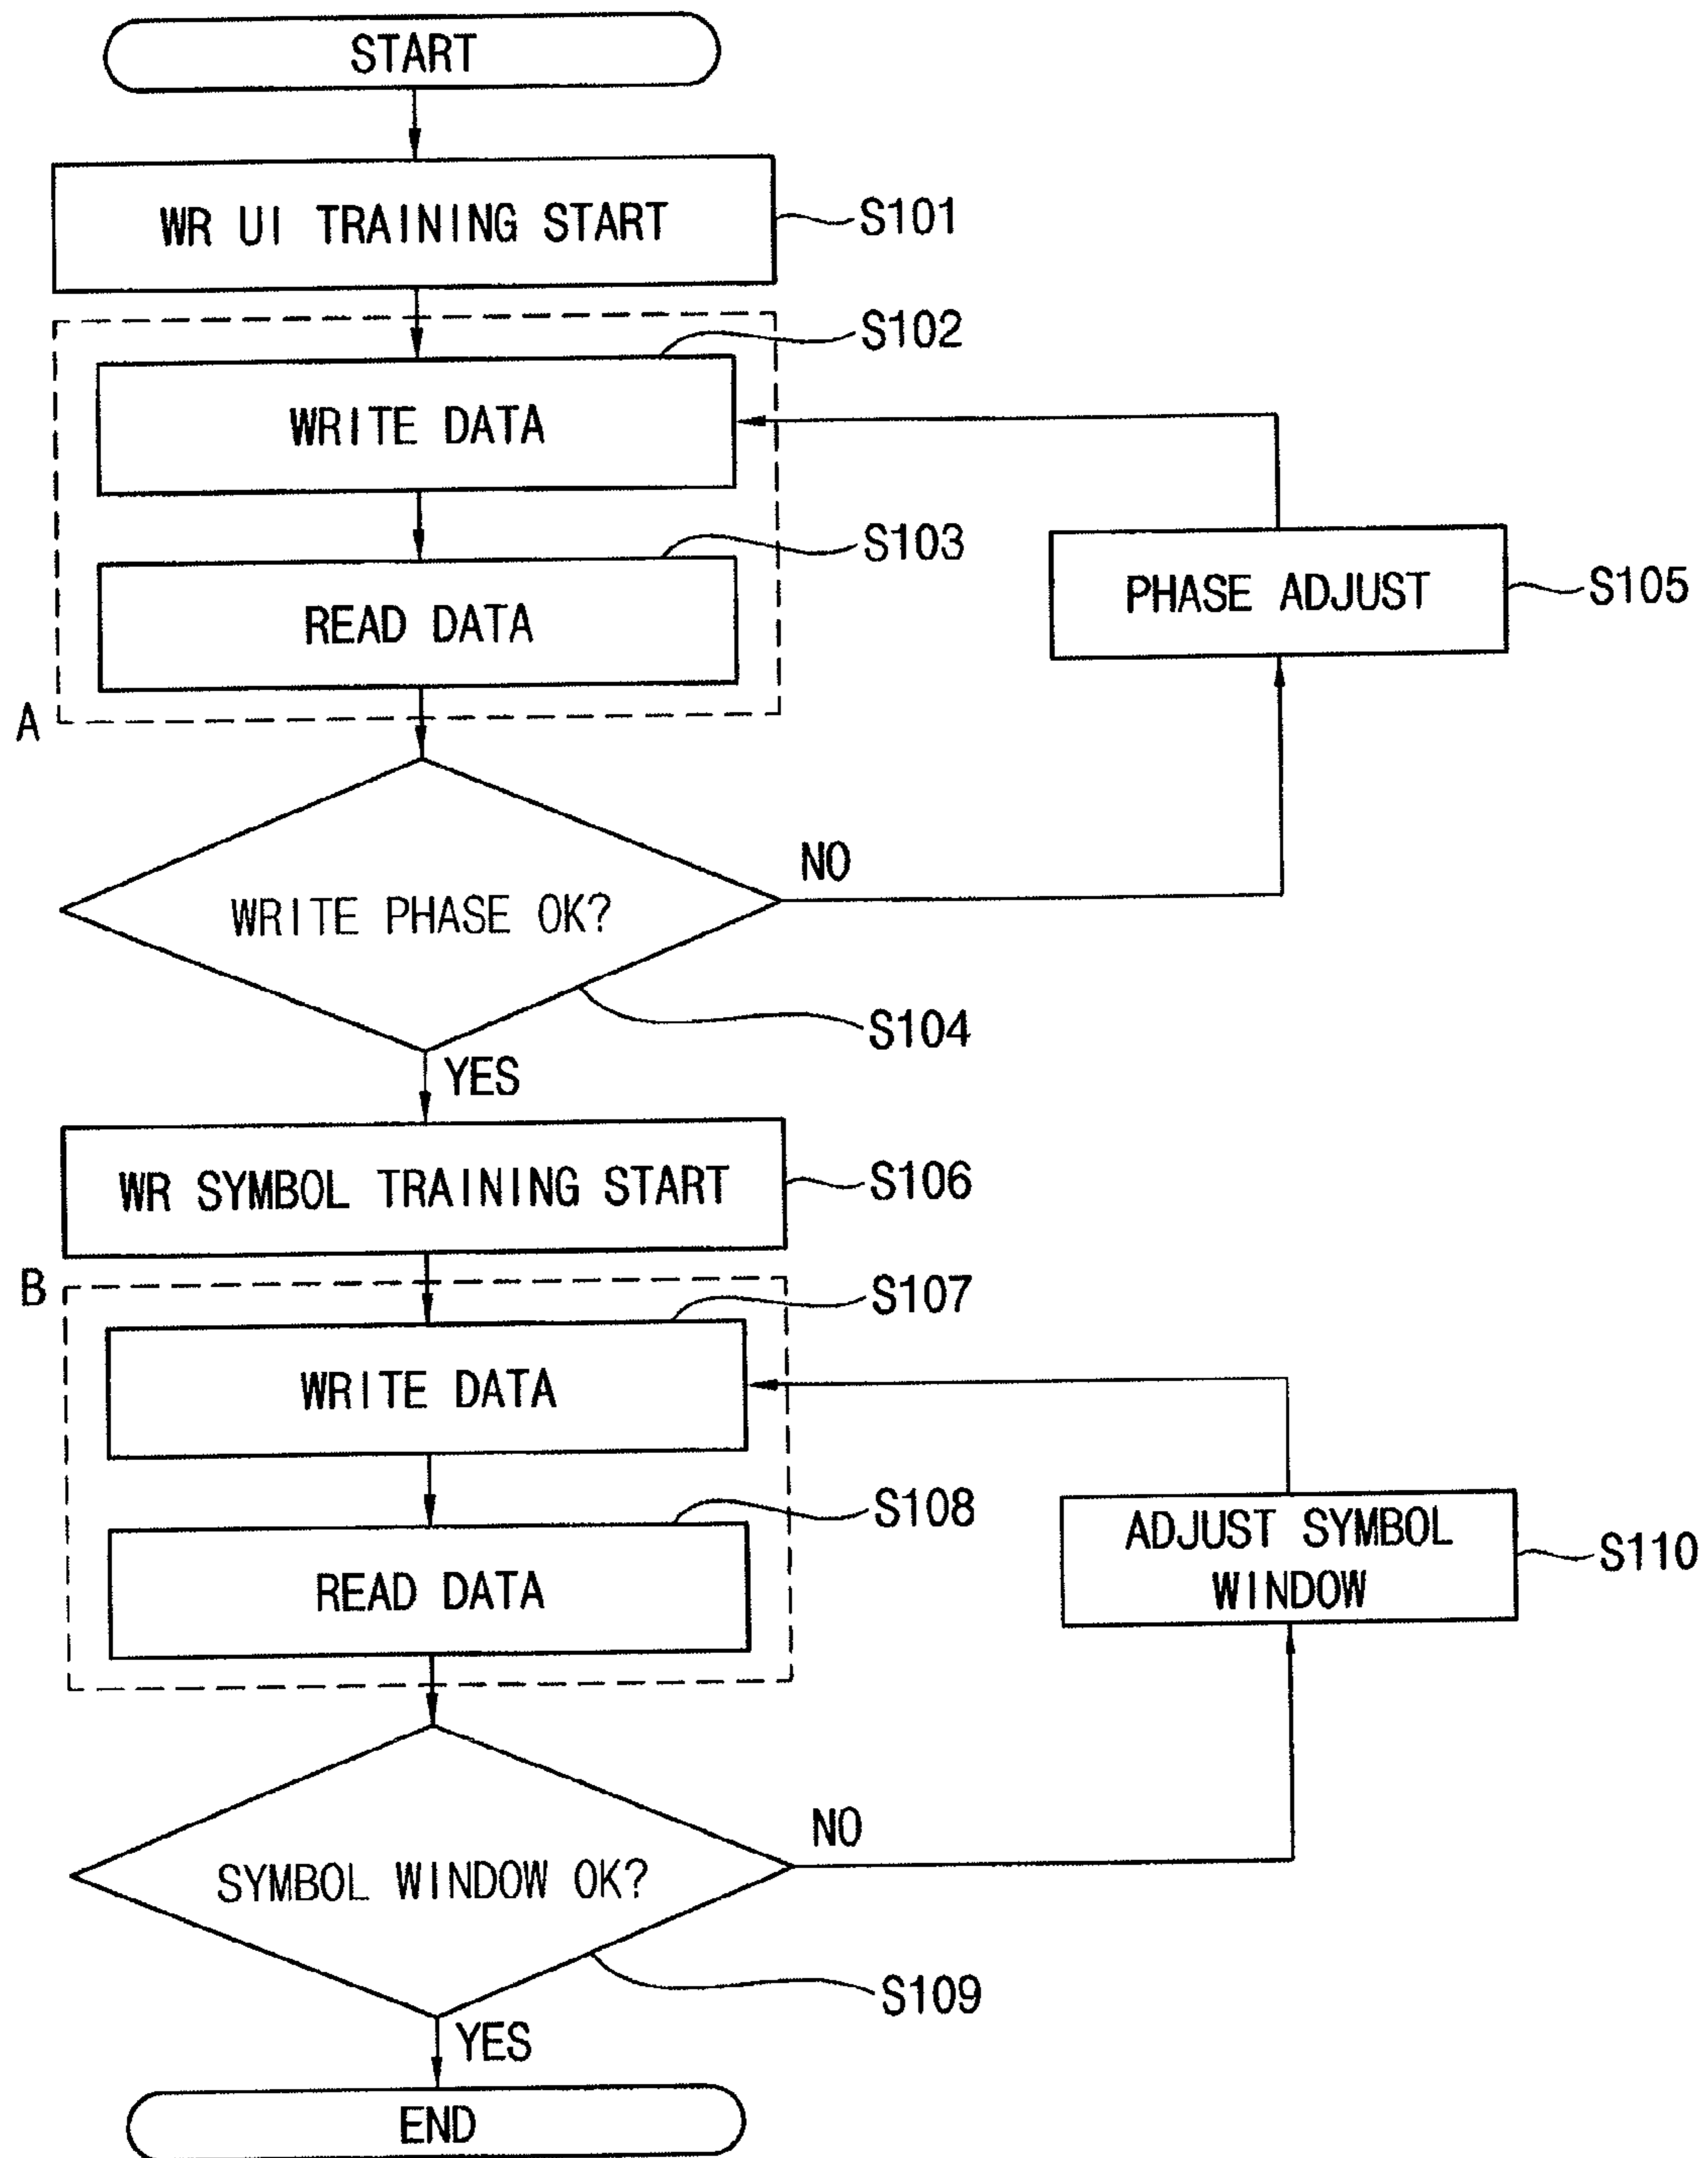 START
WR UI TRAINING START
S101
S102
WRITE DATA
S103
READ DATA
PHASE ADJUST
S105
A
NO
WRITE PHASE OK?
S104
YES
WR SYMBOL TRAINING START
S106
B
S107
WRITE DATA
S108
READ DATA
ADJUST SYMBOL
WINDOW
S110
NO
SYMBOL WINDOW OK?
S109
YES
END